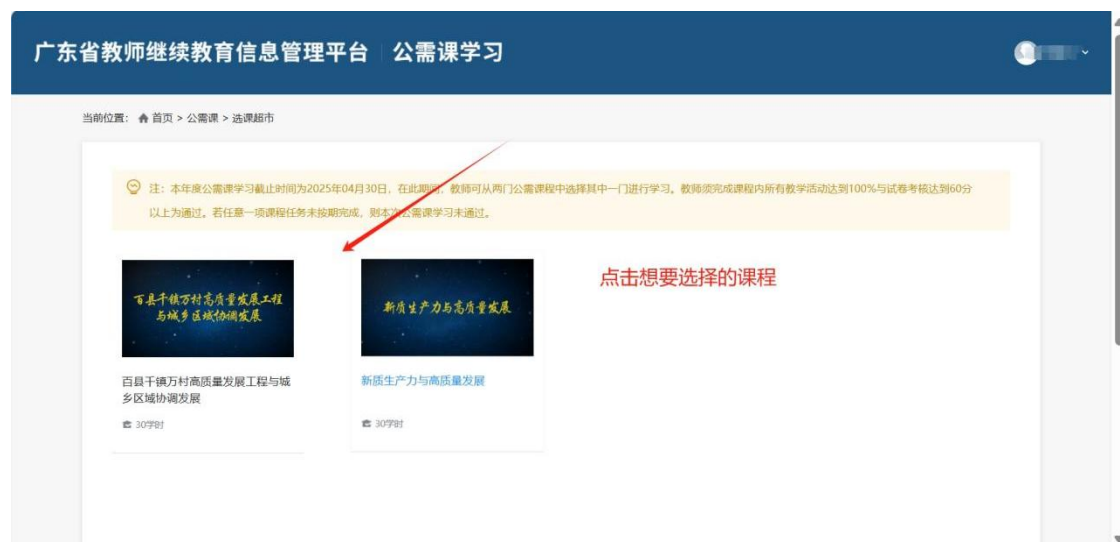 广东省教师继续教育信息管理平台 公需课学习
当前位置： 首页 > 公需课 > 选课超市
注：本年度公需课学习截止时间为2025年04月30日，在此期间，教师可从两门公需课程中选择其中一门进行学习。教师须完成课程内所有教学活动达到100%与试卷考核达到60分
以上为通过。若任意一项课程任务未按期完成，则本次公需课学习未通过。
点击想要选择的课程
百县千镇万村高质量发展工程
与城乡区域协调发展
新质生产力与高质量发展
百县千镇万村高质量发展工程与城
乡区域协调发展
新质生产力与高质量发展
30学时
30学时